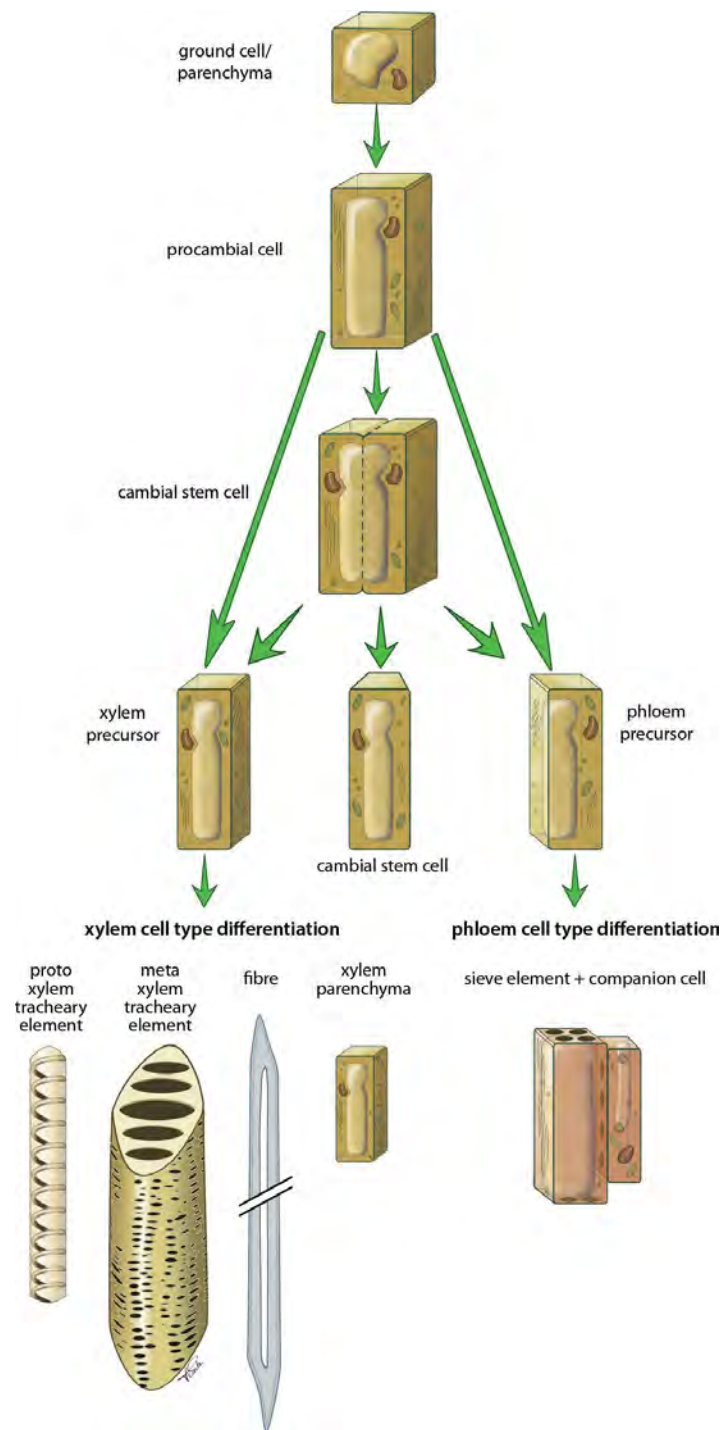 ground cell/
parenchyma
procambial cell
cambial stem cell
xylem
precursor
phloem
precursor
cambial stem cell
xylem cell type differentiation
phloem cell type differentiation
proto
xylem
tracheary
element
meta
xylem
tracheary
element
fibre
xylem
parenchyma
sieve element + companion cell